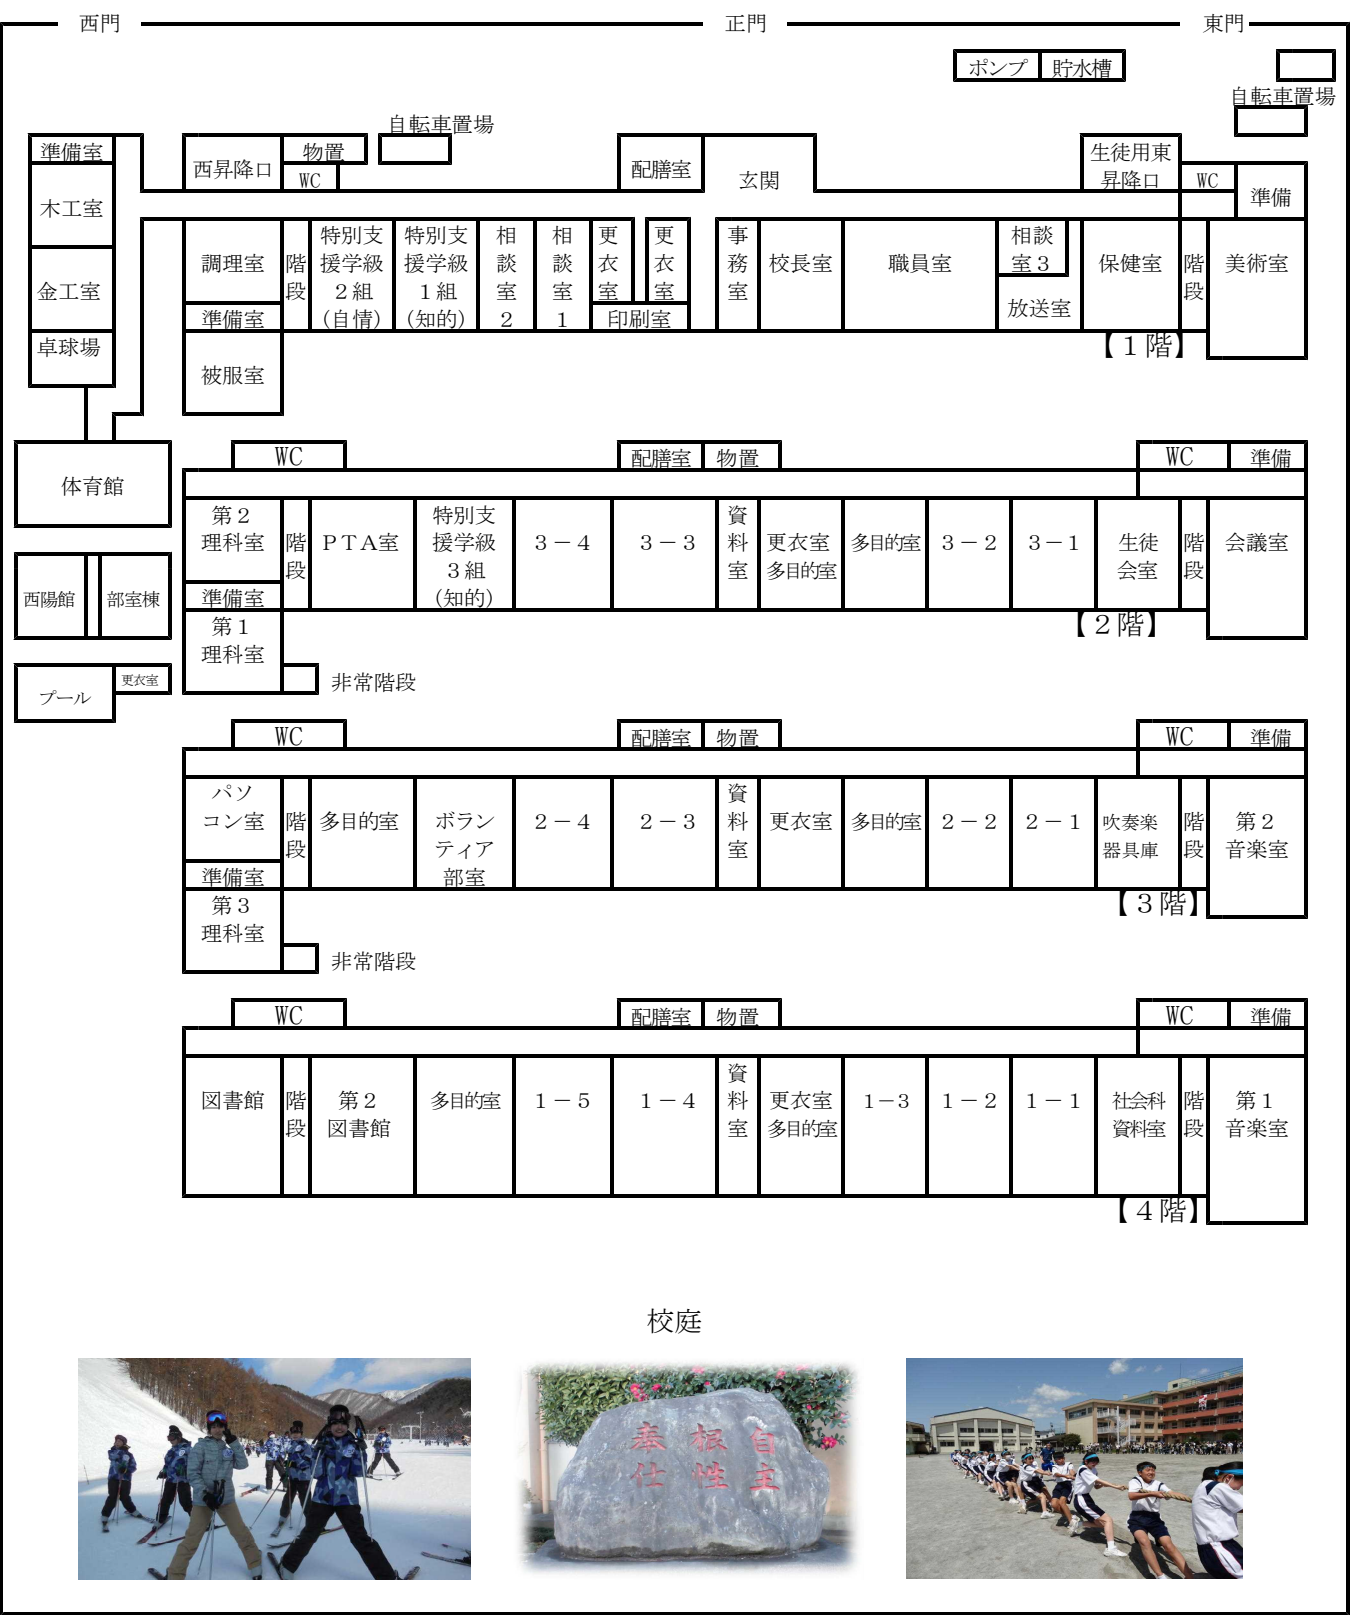 西門
正門
東門
ポンプ
貯水槽
自転車置場
自転車置場
準備室
木工室
金工室
卓球場
西昇降口
物置
WC
配膳室
玄関
生徒用東
昇降口
WC
準備
調理室
準備室
被服室
階
段
特別支
援学級
２組
（自情）
特別支
援学級
１組
（知的）
相
談
室
２
相
談
室
１
更
衣
室
更
衣
室
印刷室
事
務
室
校長室
職員室
相談
室３
放送室
保健室
階
段
美術室
【１階】
体育館
西陽館
部室棟
プール
更衣室
WC
配膳室
物置
WC
準備
第２
理科室
準備室
第１
理科室
階
段
ＰＴＡ室
特別支
援学級
３組
（知的）
３－４
３－３
資
料
室
更衣室
多目的室
多目的室
３－２
３－１
生徒
会室
階
段
会議室
【２階】
非常階段
WC
配膳室
物置
WC
準備
パソ
コン室
準備室
第３
理科室
階
段
多目的室
ボラン
ティア
部室
２－４
２－３
資
料
室
更衣室
多目的室
２－２
２－１
吹奏楽
器具庫
階
段
第２
音楽室
【３階】
非常階段
WC
配膳室
物置
WC
準備
図書館
階
段
第２
図書館
多目的室
１－５
１－４
資
料
室
更衣室
多目的室
１－３
１－２
１－１
社会科
資料室
階
段
第１
音楽室
【４階】
校庭
自主
根性
奉仕